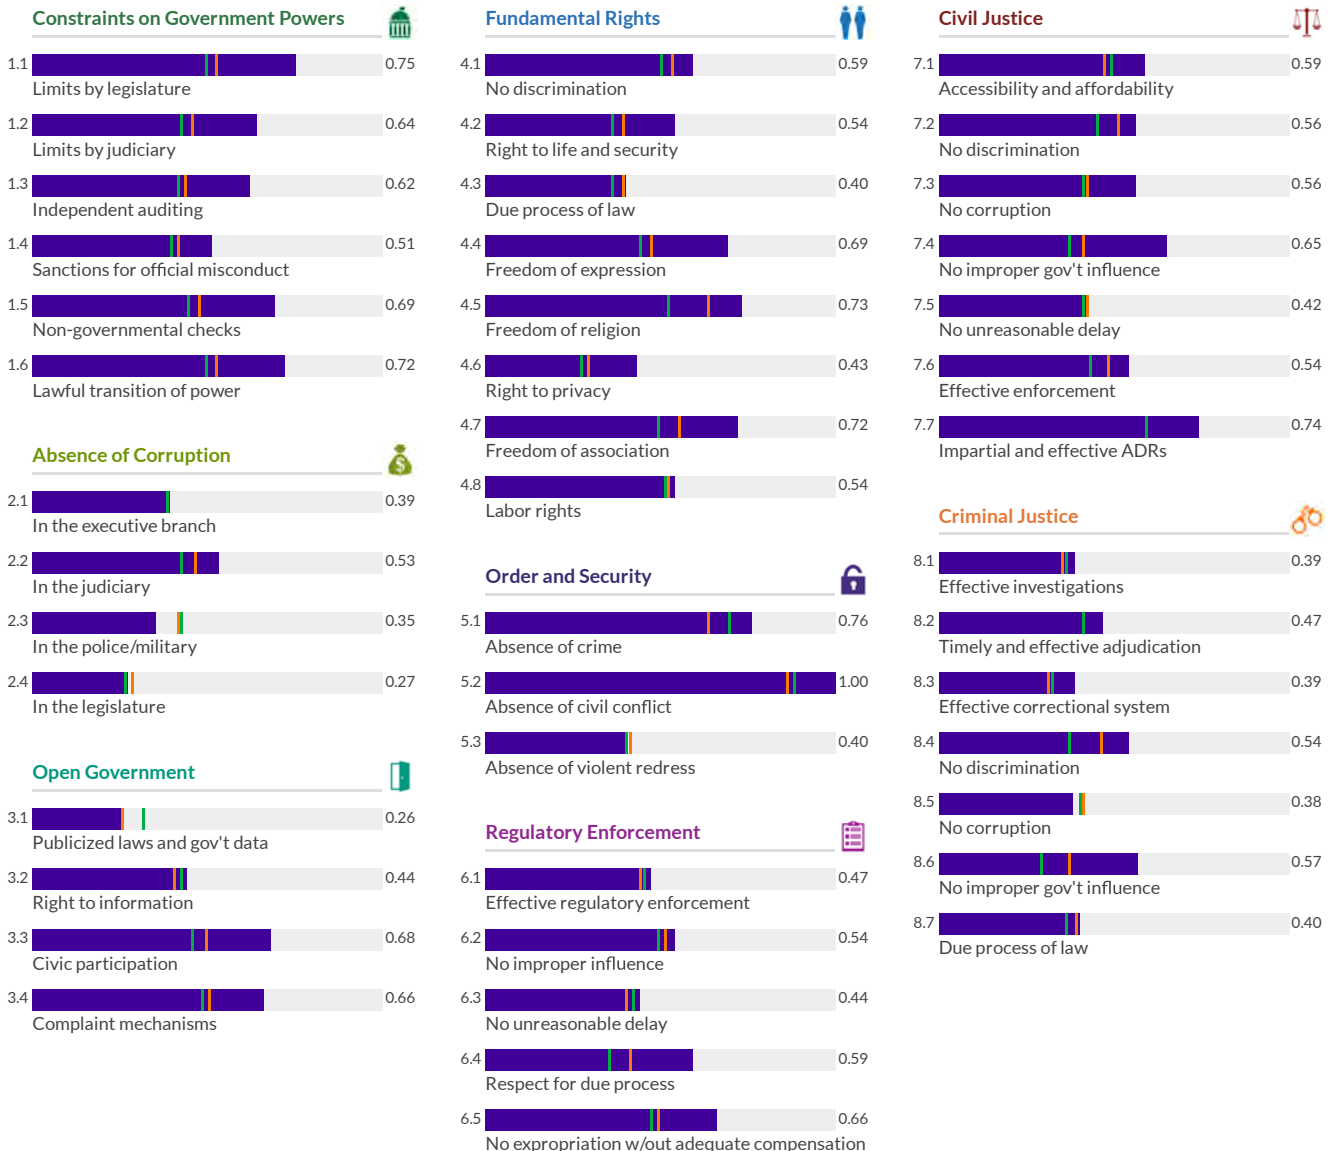 Constraints on Government Powers
1.1 0.75
Limits by legislature
1.2 0.64
Limits by judiciary
1.3 0.62
Independent auditing
1.4 0.51
Sanctions for official misconduct
1.5 0.69
Non-governmental checks
1.6 0.72
Lawful transition of power
Absence of Corruption
$
2.1 0.39
In the executive branch
2.2 0.53
In the judiciary
2.3 0.35
In the police/military
2.4 0.27
In the legislature
Open Government
3.1 0.26
Publicized laws and gov't data
3.2 0.44
Right to information
3.3 0.68
Civic participation
3.4 0.66
Complaint mechanisms
Fundamental Rights
4.1 0.59
No discrimination
4.2 0.54
Right to life and security
4.3 0.40
Due process of law
4.4 0.69
Freedom of expression
4.5 0.73
Freedom of religion
4.6 0.43
Right to privacy
4.7 0.72
Freedom of association
4.8 0.54
Labor rights
Order and Security
5.1 0.76
Absence of crime
5.2 1.00
Absence of civil conflict
5.3 0.40
Absence of violent redress
Regulatory Enforcement
6.1 0.47
Effective regulatory enforcement
6.2 0.54
No improper influence
6.3 0.44
No unreasonable delay
6.4 0.59
Respect for due process
6.5 0.66
No expropriation w/out adequate compensation
Civil Justice
7.1 0.59
Accessibility and affordability
7.2 0.56
No discrimination
7.3 0.56
No corruption
7.4 0.65
No improper gov't influence
7.5 0.42
No unreasonable delay
7.6 0.54
Effective enforcement
7.7 0.74
Impartial and effective ADRs
Criminal Justice
8.1 0.39
Effective investigations
8.2 0.47
Timely and effective adjudication
8.3 0.39
Effective correctional system
8.4 0.54
No discrimination
8.5 0.38
No corruption
8.6 0.57
No improper gov't influence
8.7 0.40
Due process of law